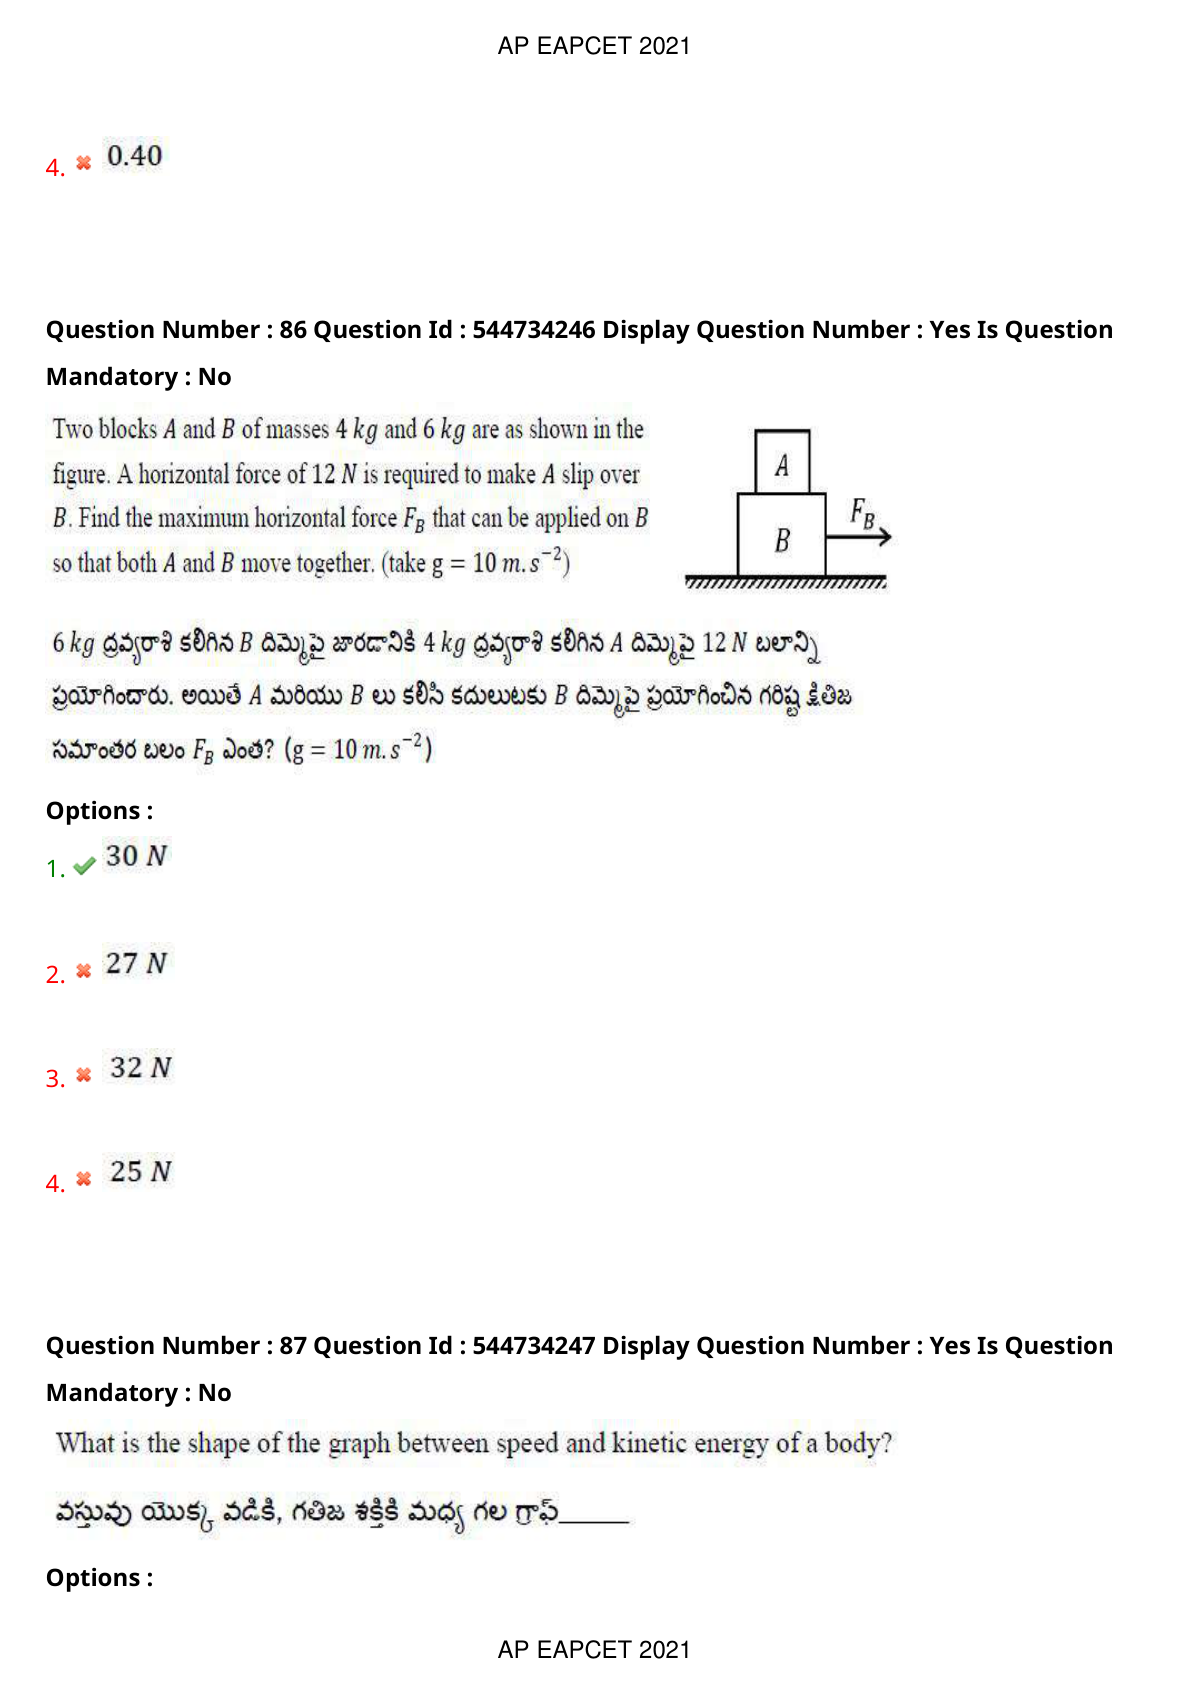 AP EAPCET 2021
4. 0.40
Question Number : 86 Question Id : 544734246 Display Question Number : Yes Is Question
Mandatory : No
Two blocks A and B of masses 4 kg and 6 kg are as shown in the
figure. A horizontal force of 12 N is required to make A slip over
B. Find the maximum horizontal force F_B that can be applied on B
so that both A and B move together. (take g = 10 m.s⁻²)
A
B
F_B
6 kg ద్రవ్యరాశి కలిగిన B దిమ్మెపై జారడానికి 4 kg ద్రవ్యరాశి కలిగిన A దిమ్మెపై 12 N బలాన్ని
ప్రయోగించారు. అయితే A మరియు B లు కలిసి కదులుటకు B దిమ్మెపై ప్రయోగించిన గరిష్ట క్షితిజ
సమాంతర బలం F_B ఎంత? (g = 10 m.s⁻²)
Options :
1. 30 N
2. 27 N
3. 32 N
4. 25 N
Question Number : 87 Question Id : 544734247 Display Question Number : Yes Is Question
Mandatory : No
What is the shape of the graph between speed and kinetic energy of a body?
వస్తువు యొక్క వడికి, గతిజ శక్తికి మధ్య గల గ్రాఫ్_____
Options :
AP EAPCET 2021